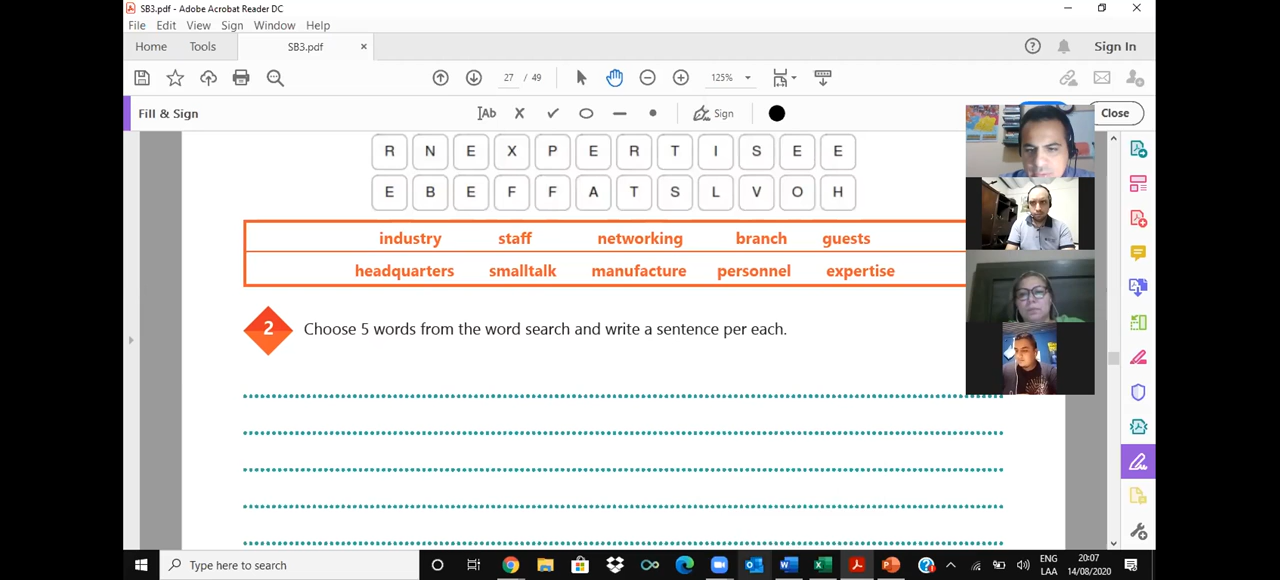 SB3.pdf - Adobe Acrobat Reader DC
File Edit View Sign Window Help
Home Tools SB3.pdf × Sign In
27 / 49 125%
Fill & Sign Ab Sign Close
R N E X P E R T I S E E
E B E F F A T S L V O H
industry staff networking branch guests
headquarters smalltalk manufacture personnel expertise
2 Choose 5 words from the word search and write a sentence per each.
Type here to search
ENG 20:07
LAA 14/08/2020